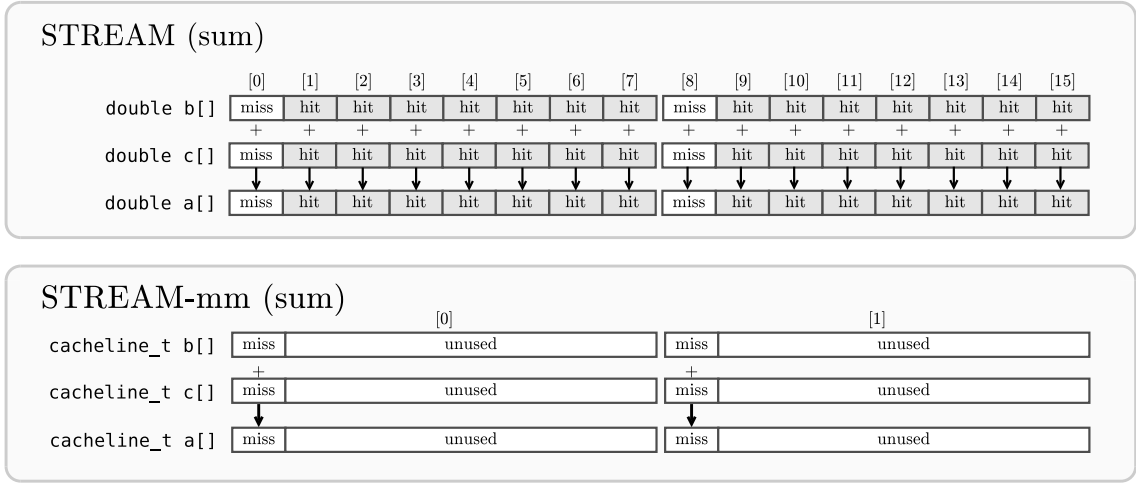 STREAM (sum)
[0] [1] [2] [3] [4] [5] [6] [7] [8] [9] [10] [11] [12] [13] [14] [15]
double b[] miss hit hit hit hit hit hit hit miss hit hit hit hit hit hit hit
+ + + + + + + + + + + + + + + +
double c[] miss hit hit hit hit hit hit hit miss hit hit hit hit hit hit hit
double a[] miss hit hit hit hit hit hit hit miss hit hit hit hit hit hit hit
STREAM-mm (sum)
[0] [1]
cacheline_t b[] miss unused miss unused
+ +
cacheline_t c[] miss unused miss unused
cacheline_t a[] miss unused miss unused